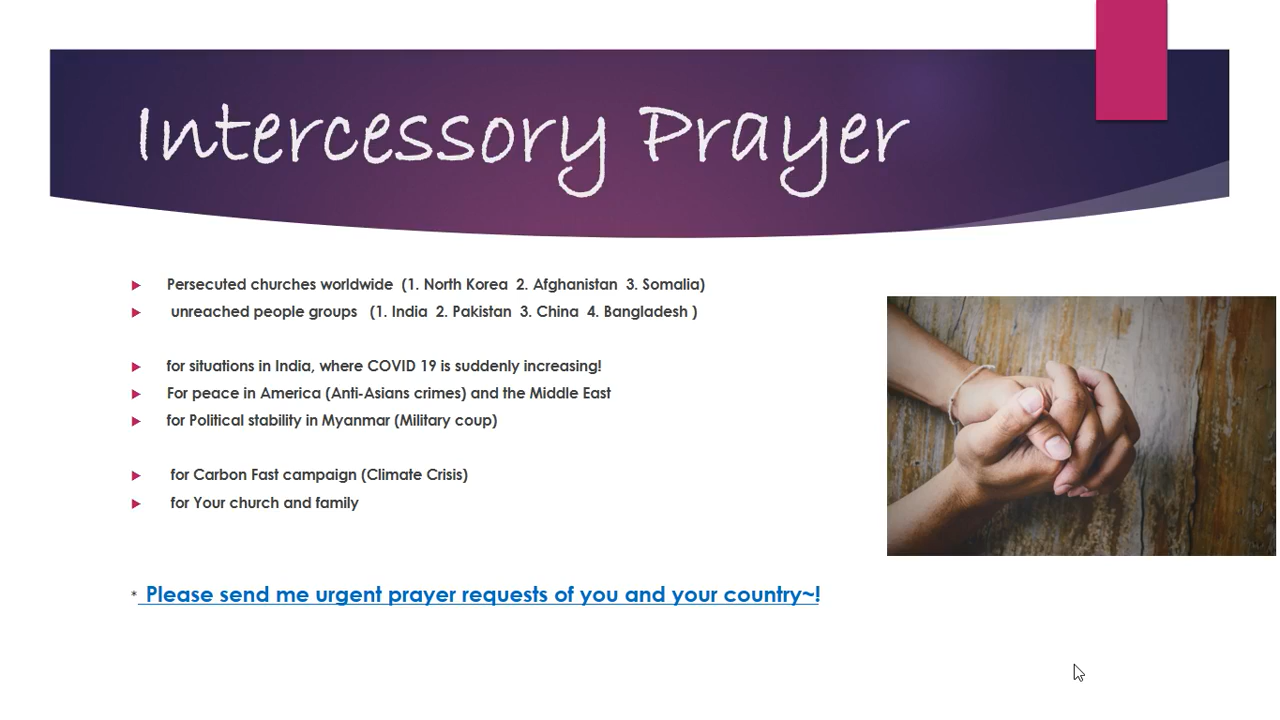 Intercessory Prayer
Persecuted churches worldwide (1. North Korea 2. Afghanistan 3. Somalia)
unreached people groups (1. India 2. Pakistan 3. China 4. Bangladesh )
for situations in India, where COVID 19 is suddenly increasing!
For peace in America (Anti-Asians crimes) and the Middle East
for Political stability in Myanmar (Military coup)
for Carbon Fast campaign (Climate Crisis)
for Your church and family
* Please send me urgent prayer requests of you and your country~!